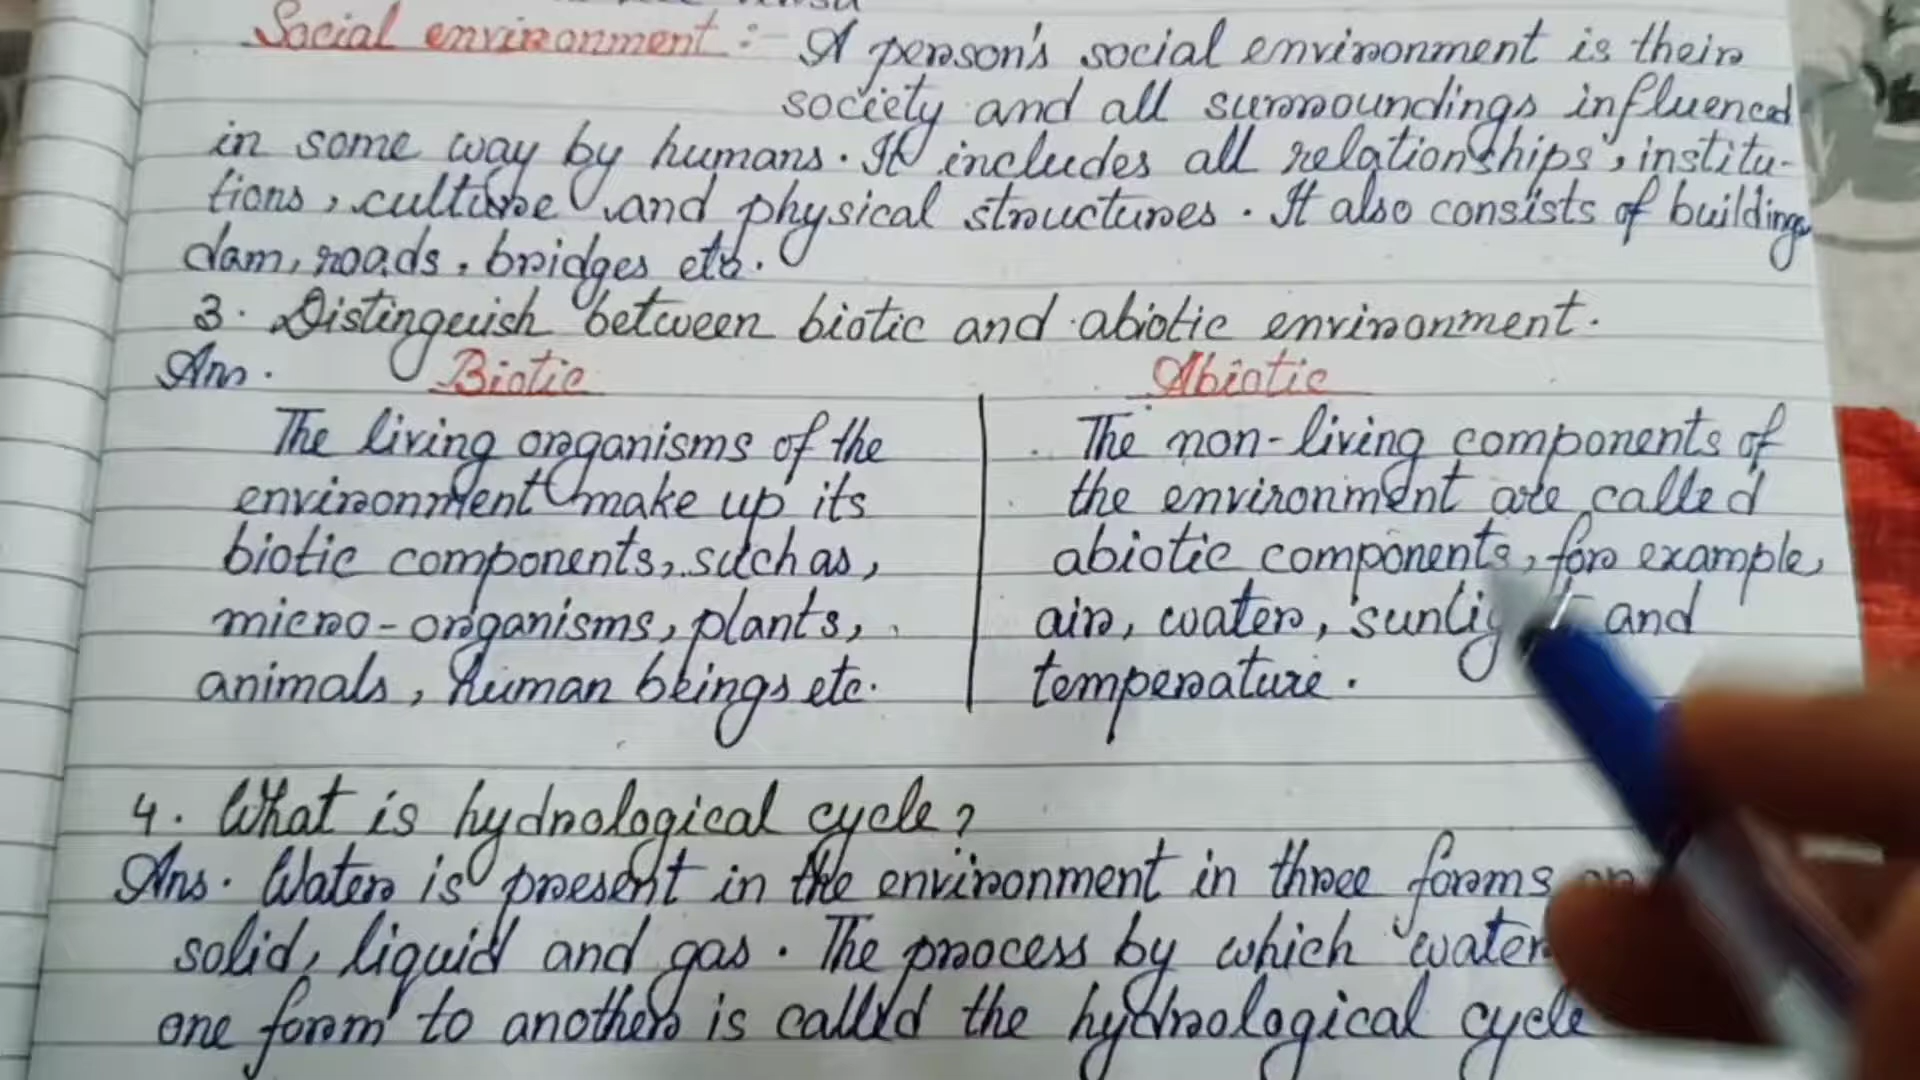 Social environment :- A person's social environment is their
society and all surroundings influenced
in some way by humans. It includes all relationships, institu-
tions, culture and physical structures. It also consists of buildings
dam, roads, bridges etc.
3. Distinguish between biotic and abiotic environment.
Ans. Biotic Abiotic
The living organisms of the
environment make up its
biotic components, such as,
micro-organisms, plants,
animals, human beings etc.
The non-living components of
the environment are called
abiotic components, for example,
air, water, sunlight and
temperature.
4. What is hydrological cycle?
Ans. Water is present in the environment in three forms
solid, liquid and gas. The process by which water
one form to another is called the hydrological cycle